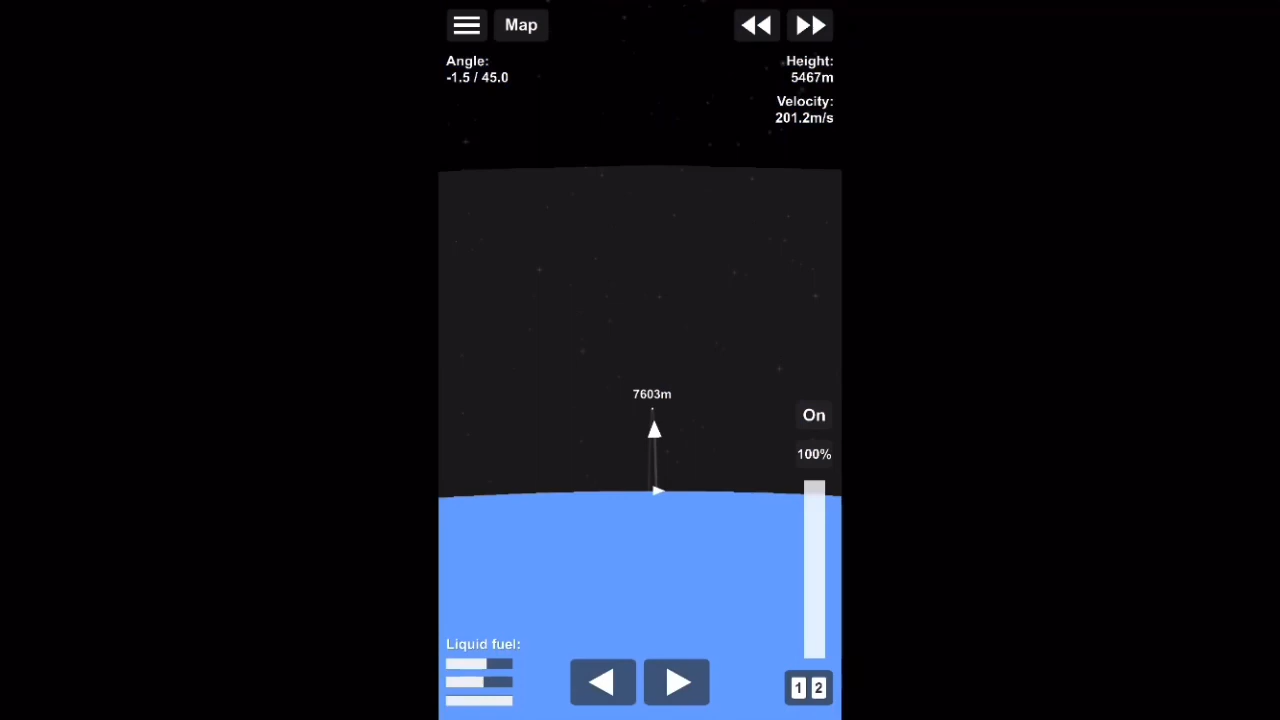 Map
Angle:
-1.5 / 45.0
Height:
5467m
Velocity:
201.2m/s
7603m
On
100%
Liquid fuel:
1 2